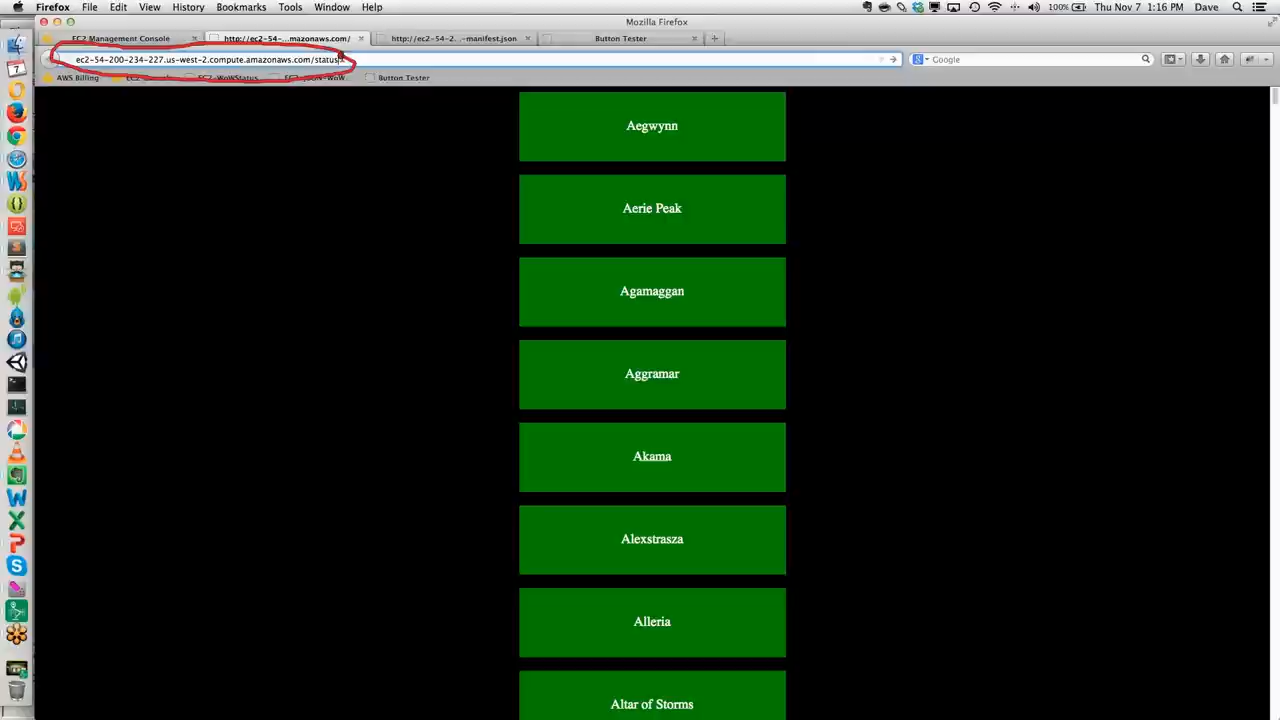 Firefox File Edit View History Bookmarks Tools Window Help 100% Thu Nov 7 1:16 PM Dave
Mozilla Firefox
EC2 Management Console http://ec2-54-...mazonaws.com/ http://ec2-54-2...-manifest.json Button Tester
ec2-54-200-234-227.us-west-2.compute.amazonaws.com/status Google
AWS Billing Button Tester
Aegwynn
Aerie Peak
Agamaggan
Aggramar
Akama
Alexstrasza
Alleria
Altar of Storms